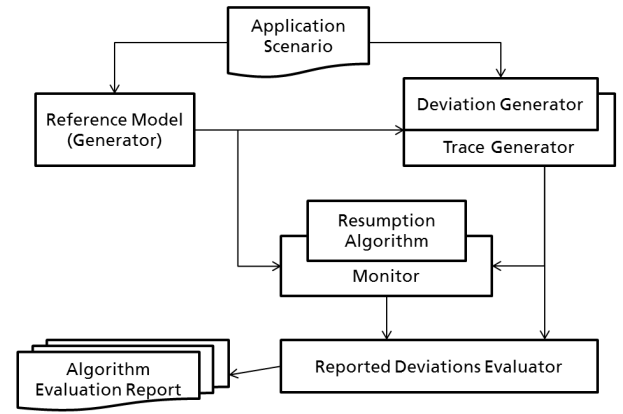 Application
Scenario
Reference Model
(Generator)
Deviation Generator
Trace Generator
Resumption
Algorithm
Monitor
Algorithm
Evaluation Report
Reported Deviations Evaluator